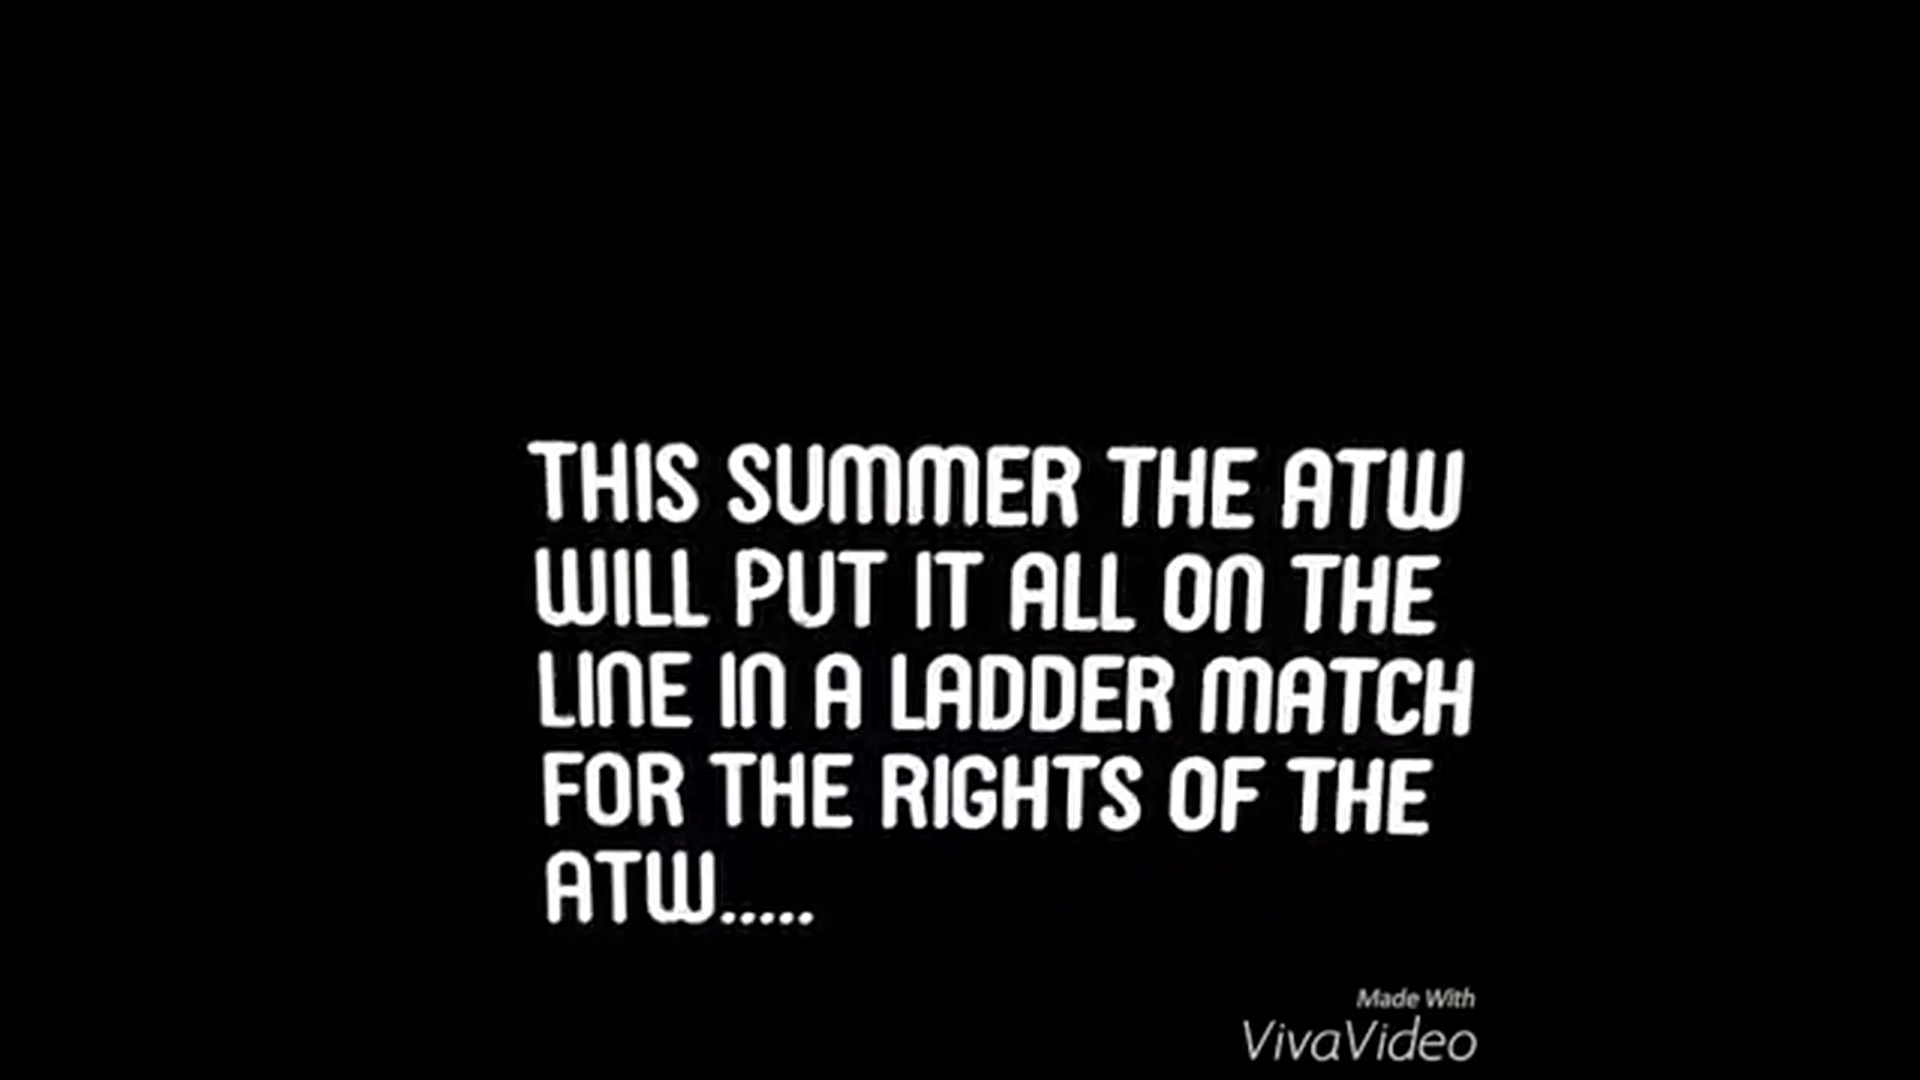 THIS SUMMER THE ATW
WILL PUT IT ALL ON THE
LINE IN A LADDER MATCH
FOR THE RIGHTS OF THE
ATW.....
Made With
VivaVideo